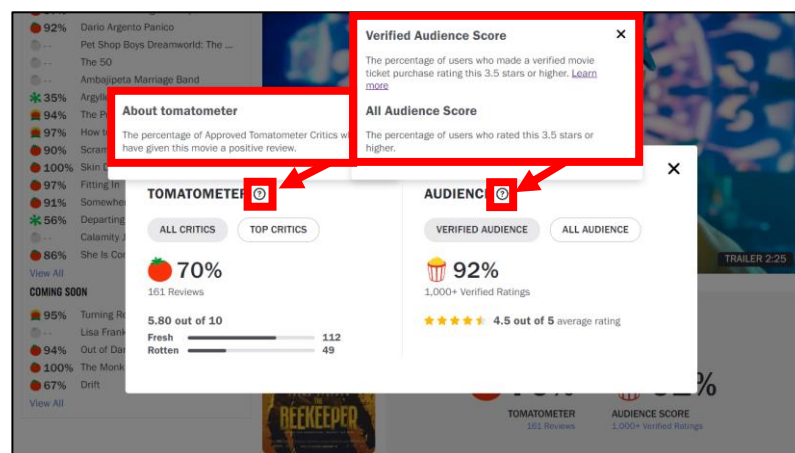 92% Dario Argento Panico
- - Pet Shop Boys Dreamworld: The ...
- - The 50
- - Ambajipeta Marriage Band
35% Argylle
94% The
97% How to
90%
100% Skin
97% Fitting In
91% Somewhere
56% Departing
- - Calamity
86% She Is
View All
COMING SOON
95% Turning
- - Lisa Frank
94% Out of
100% The Monk
67% Drift
View All
About tomatometer
The percentage of Approved Tomatometer Critics
have given this movie a positive review.
Verified Audience Score
The percentage of users who made a verified movie
ticket purchase rating this 3.5 stars or higher. Learn
more
All Audience Score
The percentage of users who rated this 3.5 stars or
higher.
TOMATOMETER ?
ALL CRITICS TOP CRITICS
70%
161 Reviews
5.80 out of 10
Fresh 112
Rotten 49
AUDIENCE ?
VERIFIED AUDIENCE ALL AUDIENCE
92%
1,000+ Verified Ratings
4.5 out of 5 average rating
TRAILER 2:25
THE
BEEKEEPER
TOMATOMETER
161 Reviews
AUDIENCE SCORE
1,000+ Verified Ratings